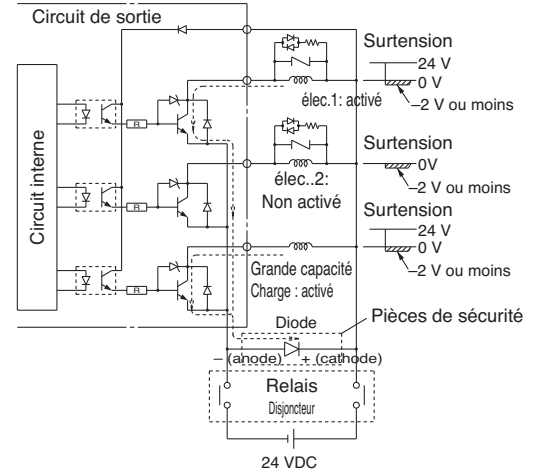 Circuit de sortie
Circuit interne
R
R
R
Surtension
24 V
0 V
–2 V ou moins
élec.1: activé
Surtension
0V
–2 V ou moins
élec..2:
Non activé
Surtension
24 V
0 V
–2 V ou moins
Grande capacité
Charge : activé
Diode
Pièces de sécurité
– (anode)
+ (cathode)
Relais
Disjoncteur
24 VDC